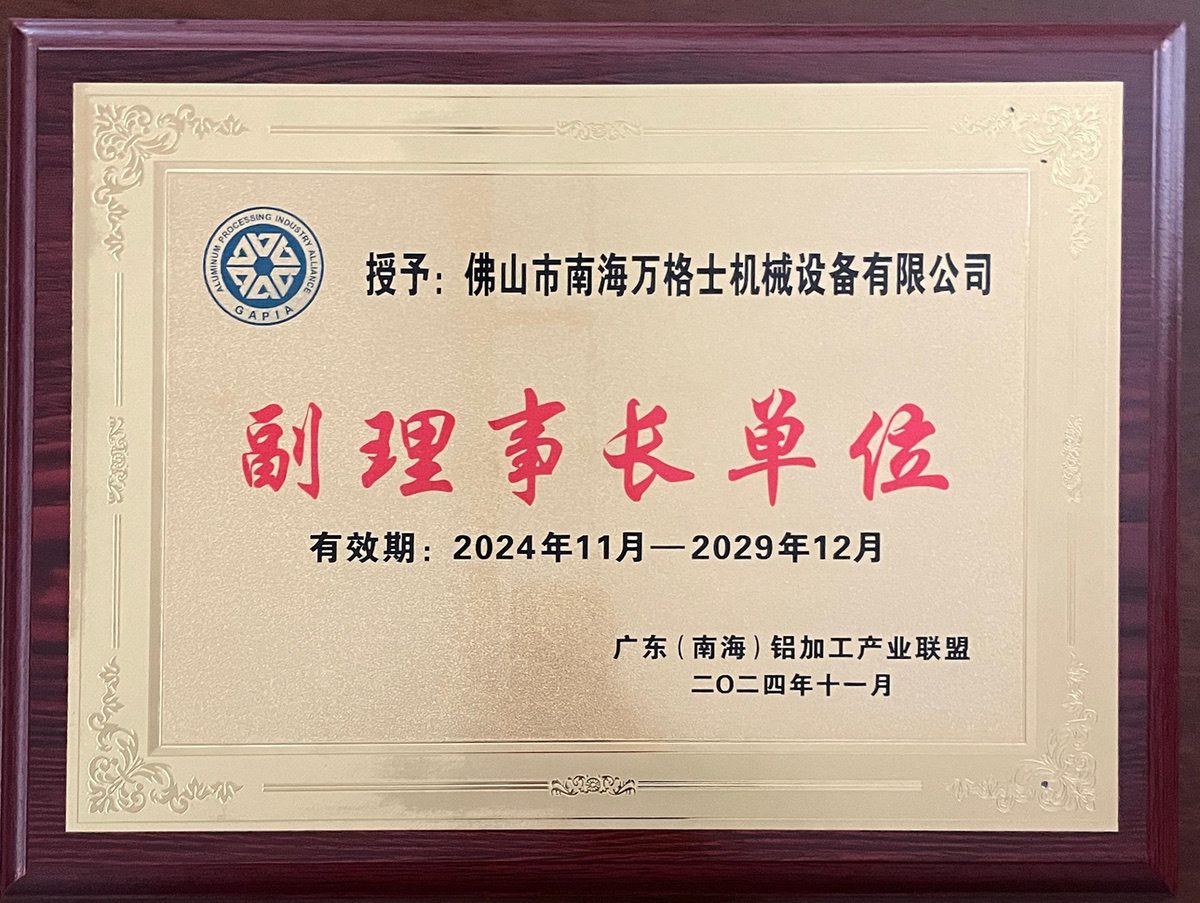 ALUMINUM PROCESSING INDUSTRY ALLIANCE
GAPIA
授予：佛山市南海万格士机械设备有限公司
副理事长单位
有效期：2024年11月—2029年12月
广东（南海）铝加工产业联盟
二〇二四年十一月